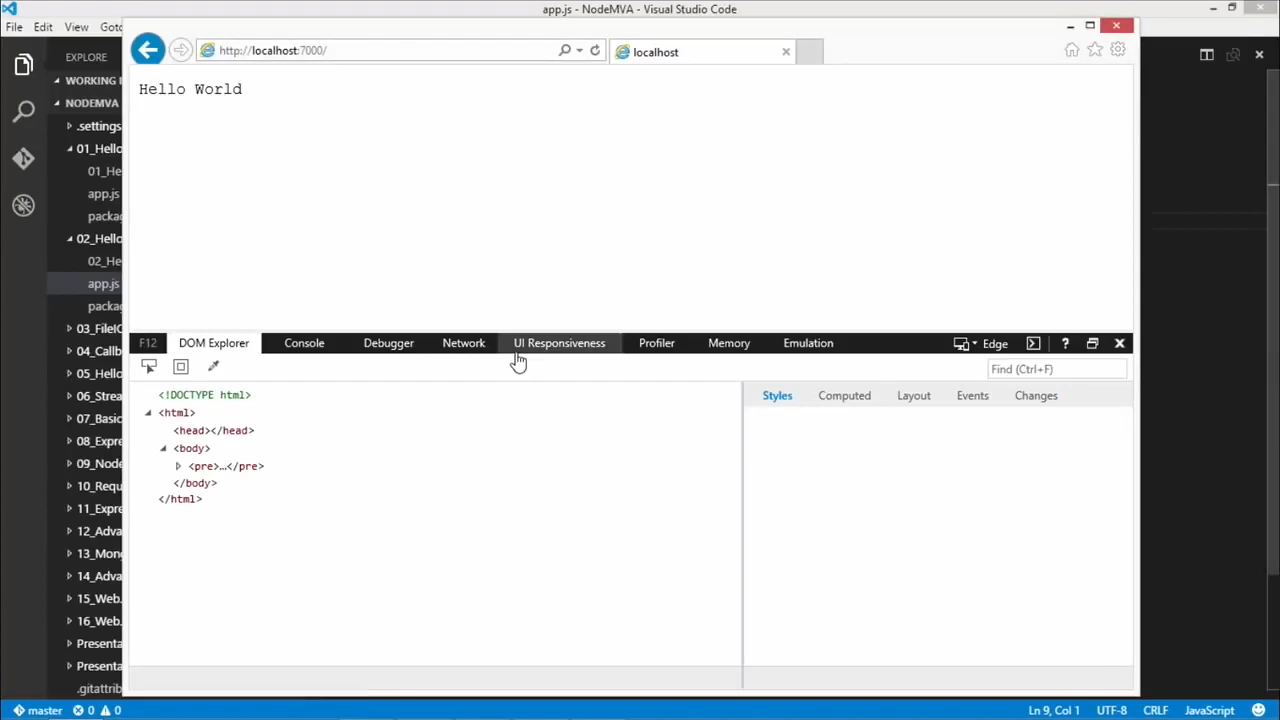 app.js - NodeMVA - Visual Studio Code
File Edit View Goto
http://localhost:7000/
localhost
EXPLORE
WORKING
NODEMVA
.settings
01_Hello
01_He
app.js
packag
02_Hello
02_He
app.js
packag
03_FileIO
04_Callb
05_Hello
06_Strea
07_Basic
08_Expre
09_Node
10_Requ
11_Expre
12_Adva
13_Mong
14_Adva
15_Web.
16_Web.
Presenta
Presenta
.gitattrib
Hello World
F12 DOM Explorer Console Debugger Network UI Responsiveness Profiler Memory Emulation Edge ?
Find (Ctrl+F)
<!DOCTYPE html>
<html>
<head></head>
<body>
<pre>…</pre>
</body>
</html>
Styles Computed Layout Events Changes
master 0 0 Ln 9, Col 1 UTF-8 CRLF JavaScript